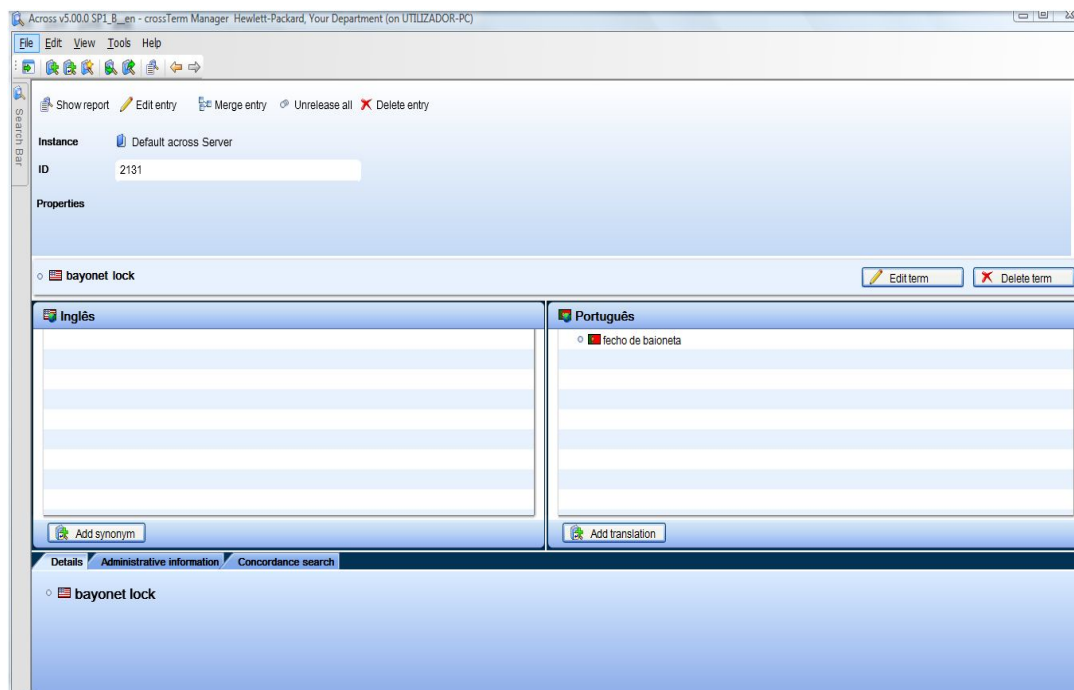 Across v5.00.0 SP1_B__en - crossTerm Manager Hewlett-Packard, Your Department (on UTILIZADOR-PC)
File Edit View Tools Help
Search Bar
Show report Edit entry Merge entry Unrelease all Delete entry
Instance Default across Server
ID 2131
Properties
bayonet lock Edit term Delete term
Inglês Português
fecho de baioneta
Add synonym Add translation
Details Administrative information Concordance search
bayonet lock